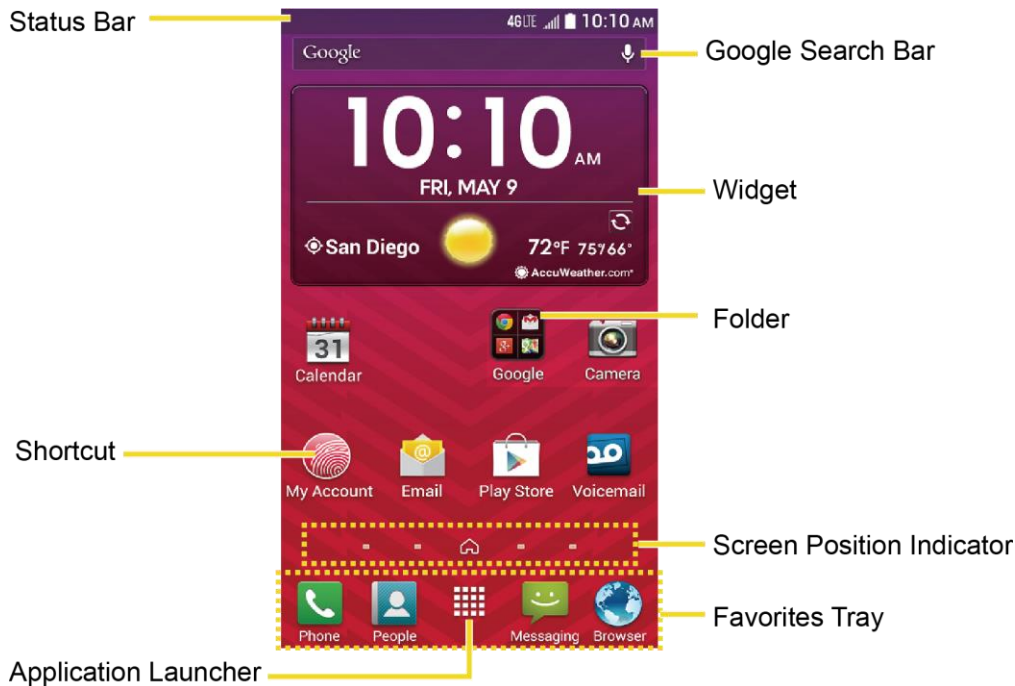 Status Bar
4G LTE 10:10 AM
Google
Google Search Bar
10:10 AM
FRI, MAY 9
Widget
San Diego
72°F 75°/66°
AccuWeather.com®
Folder
31
Calendar
Google
Camera
Shortcut
@
My Account
Email
Play Store
Voicemail
Screen Position Indicator
Phone
People
Messaging
Browser
Favorites Tray
Application Launcher